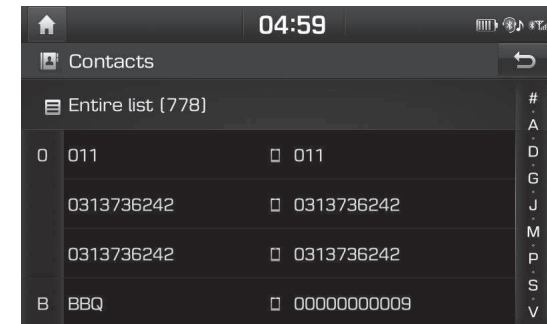 04:59
Contacts
Entire list (778)
0 011 011
0313736242 0313736242
0313736242 0313736242
B BBQ 00000000009
#
A
D
G
J
M
P
S
V